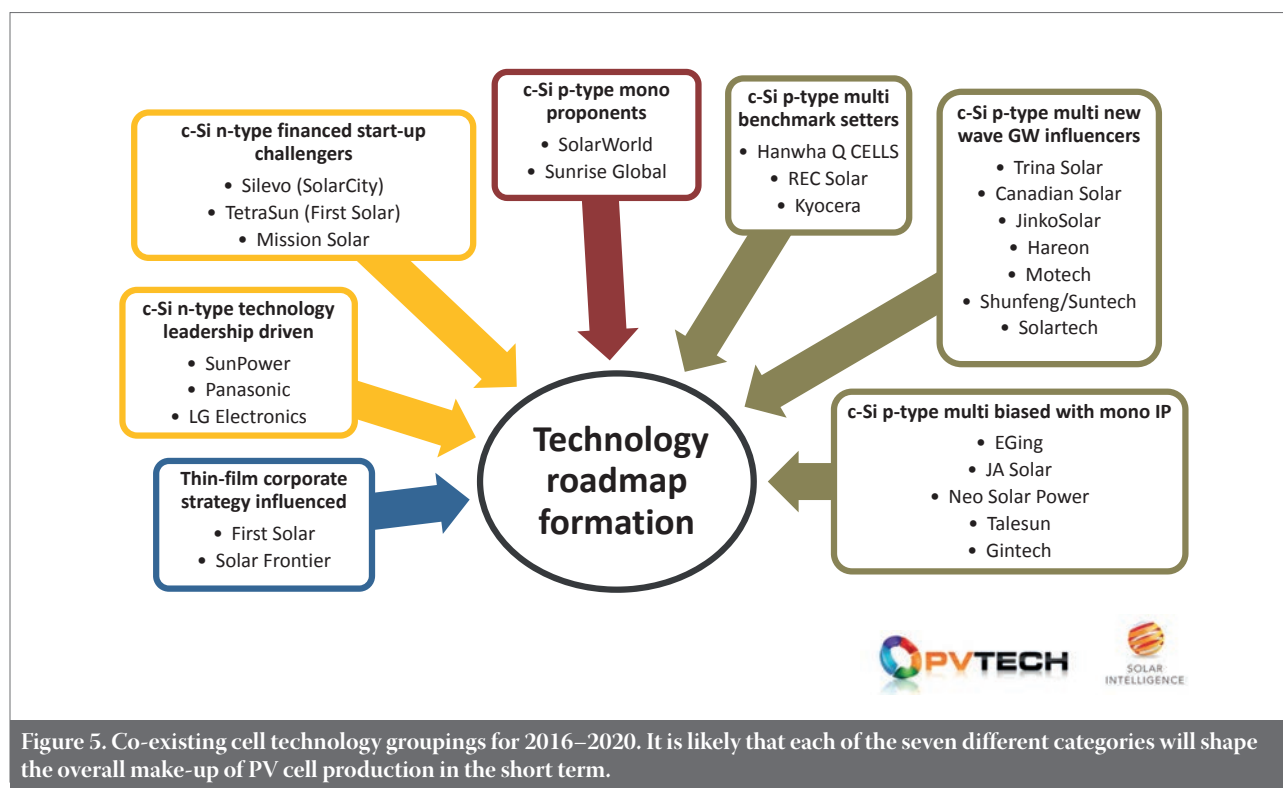 c-Si n-type financed start-up
challengers
• Silevo (SolarCity)
• TetraSun (First Solar)
• Mission Solar
c-Si p-type mono
proponents
• SolarWorld
• Sunrise Global
c-Si p-type multi
benchmark setters
• Hanwha Q CELLS
• REC Solar
• Kyocera
c-Si p-type multi new
wave GW influencers
• Trina Solar
• Canadian Solar
• JinkoSolar
• Hareon
• Motech
• Shunfeng/Suntech
• Solartech
c-Si n-type technology
leadership driven
• SunPower
• Panasonic
• LG Electronics
Thin-film corporate
strategy influenced
• First Solar
• Solar Frontier
Technology
roadmap
formation
c-Si p-type multi biased with mono IP
• EGing
• JA Solar
• Neo Solar Power
• Talesun
• Gintech
PVTECH
SOLAR
INTELLIGENCE
Figure 5. Co-existing cell technology groupings for 2016–2020. It is likely that each of the seven different categories will shape
the overall make-up of PV cell production in the short term.